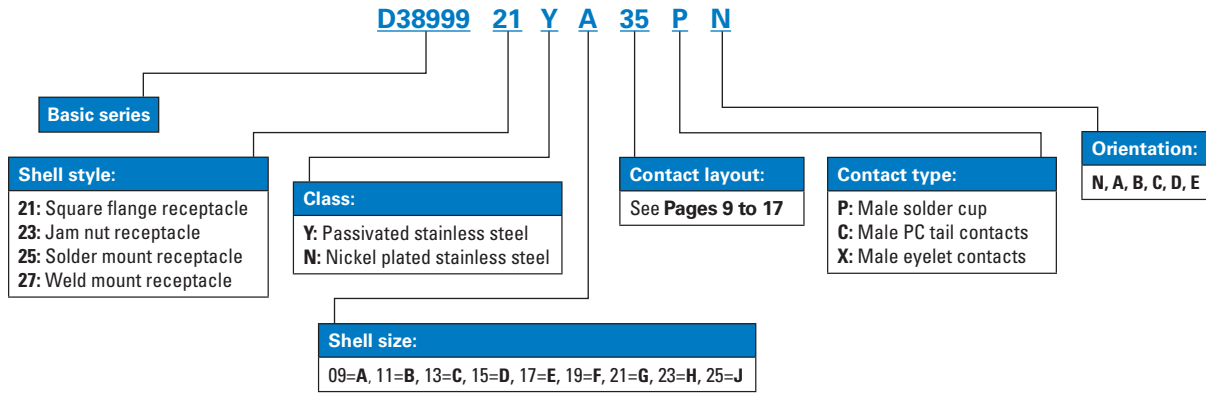 D38999 21 Y A 35 P N
Basic series
Shell style:
21: Square flange receptacle
23: Jam nut receptacle
25: Solder mount receptacle
27: Weld mount receptacle
Class:
Y: Passivated stainless steel
N: Nickel plated stainless steel
Shell size:
09=A, 11=B, 13=C, 15=D, 17=E, 19=F, 21=G, 23=H, 25=J
Contact layout:
See Pages 9 to 17
Contact type:
P: Male solder cup
C: Male PC tail contacts
X: Male eyelet contacts
Orientation:
N, A, B, C, D, E